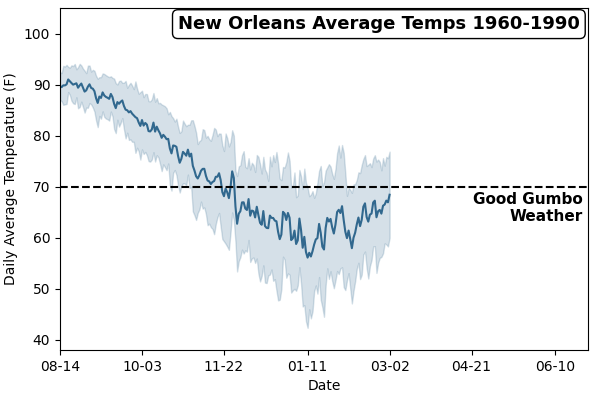 New Orleans Average Temps 1960-1990
Daily Average Temperature (F)
100
90
80
70
60
50
40
Good Gumbo
Weather
08-14
10-03
11-22
01-11
03-02
04-21
06-10
Date